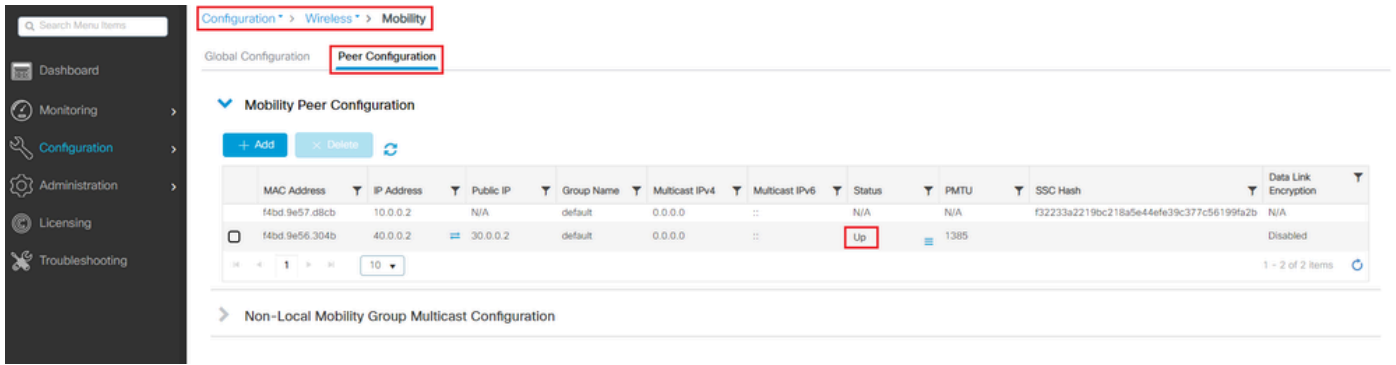 Search Menu Items
Dashboard
Monitoring
Configuration
Administration
Licensing
Troubleshooting
Configuration > Wireless > Mobility
Global Configuration Peer Configuration
Mobility Peer Configuration
+ Add × Delete
MAC Address IP Address Public IP Group Name Multicast IPv4 Multicast IPv6 Status PMTU SSC Hash Data Link Encryption
f4bd.9e57.d8cb 10.0.0.2 N/A default 0.0.0.0 :: N/A N/A f32233a2219bc218a5e44efe39c377c56199fa2b N/A
f4bd.9e56.304b 40.0.0.2 30.0.0.2 default 0.0.0.0 :: Up 1385 Disabled
1 10 1 - 2 of 2 items
Non-Local Mobility Group Multicast Configuration